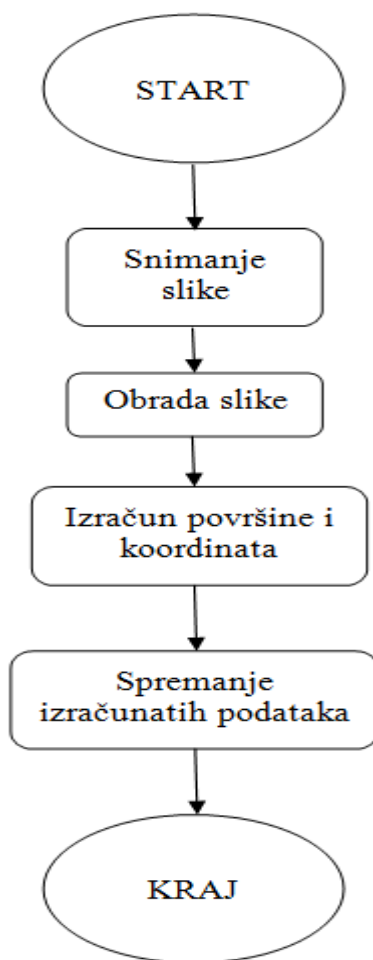 START
Snimanje
slike
Obrada slike
Izračun površine i
koordinata
Spremanje
izračunatih podataka
KRAJ